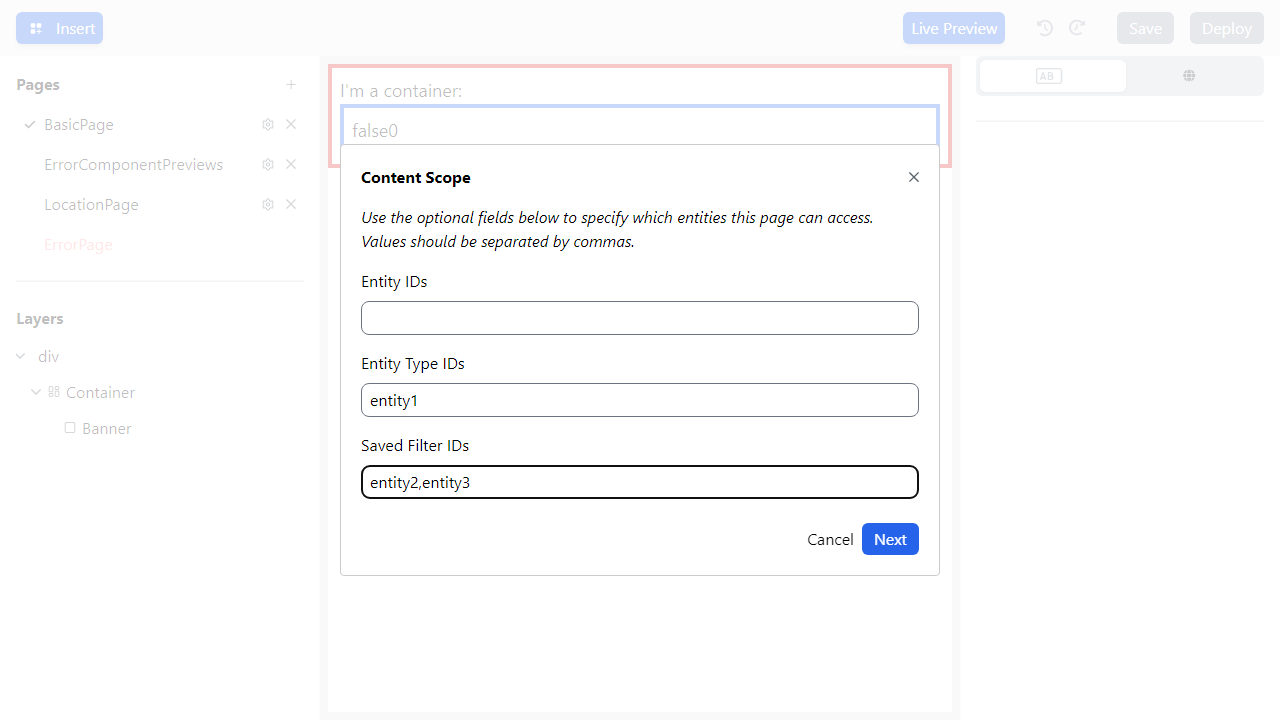 Insert
Live Preview
Save
Deploy
Pages
BasicPage
ErrorComponentPreviews
LocationPage
ErrorPage
Layers
div
Container
Banner
I'm a container:
false0
Content Scope
Use the optional fields below to specify which entities this page can access.
Values should be separated by commas.
Entity IDs
Entity Type IDs
entity1
Saved Filter IDs
entity2,entity3
Cancel
Next
AB